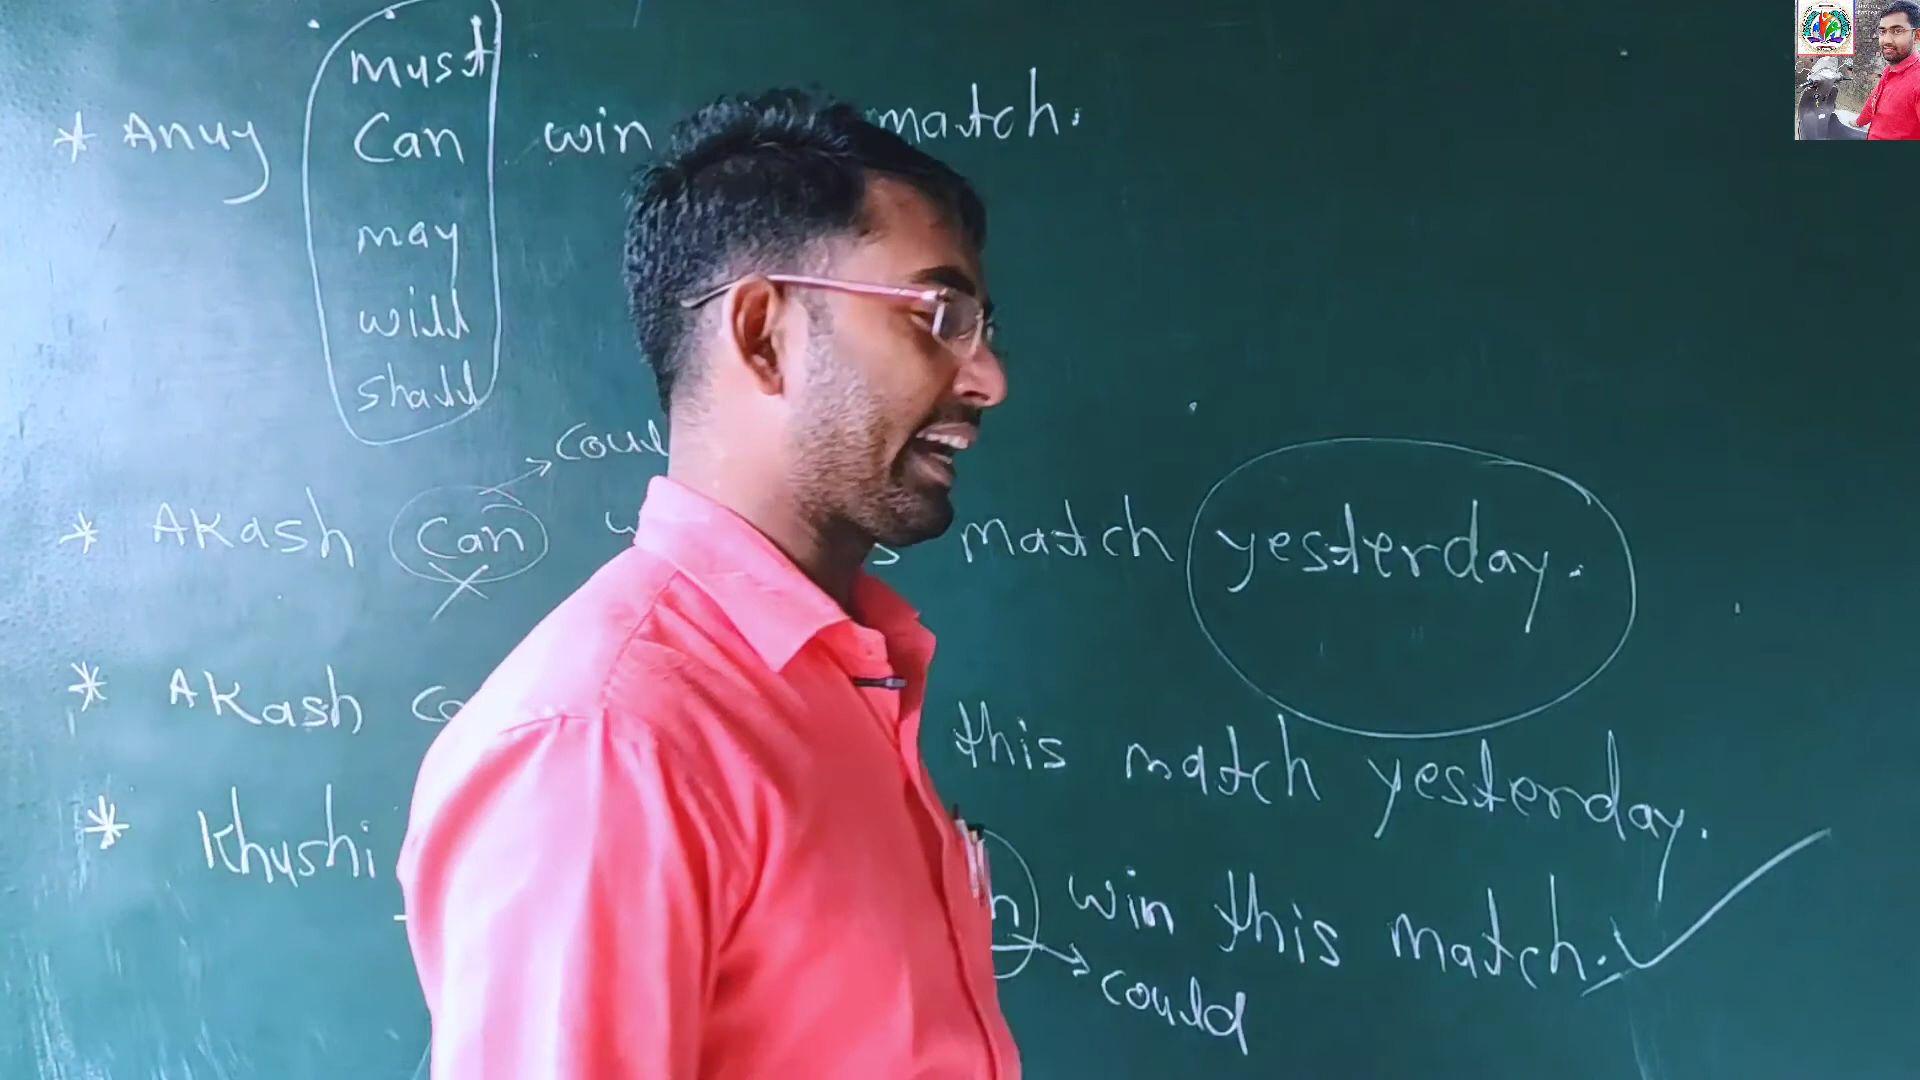 must
* Anuj can win match.
may
will
shall
could
* Akash can match yesterday.
* Akash this match yesterday.
* Khushi win this match.
could